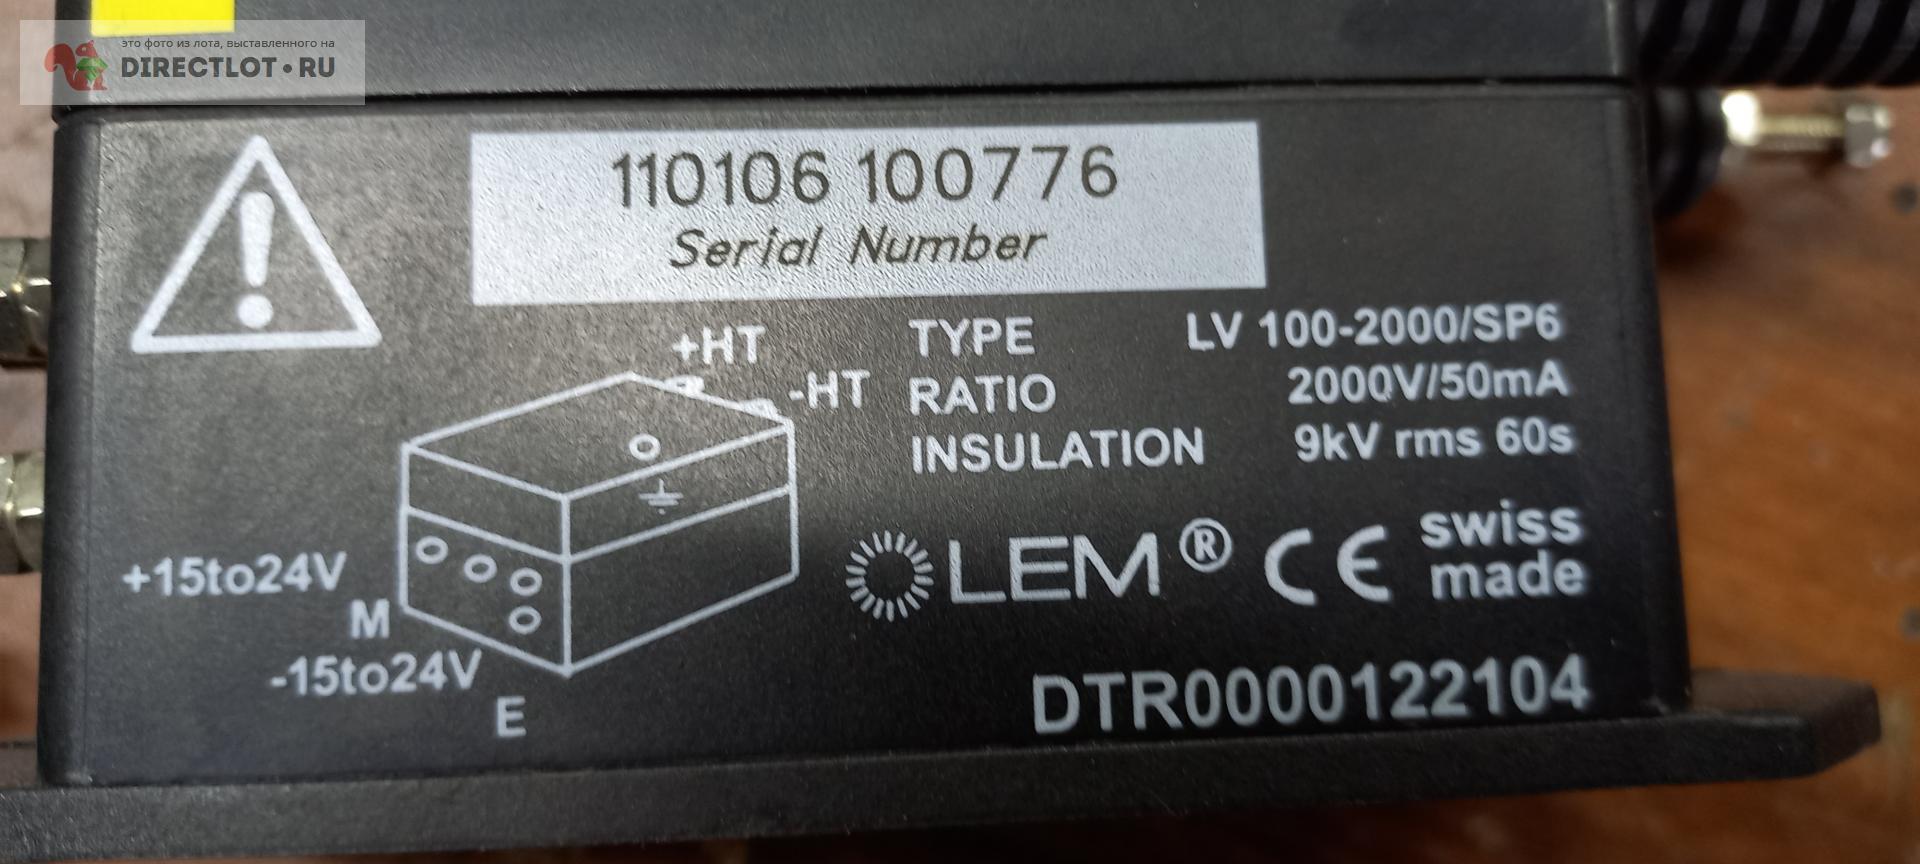 это фото из лота, выставленного на
DIRECTLOT•RU
110106 100776
Serial Number
TYPE LV 100-2000/SP6
RATIO 2000V/50mA
INSULATION 9kV rms 60s
+HT
-HT
+15to24V
M
-15to24V
E
LEM® CE
swiss
made
DTR0000122104